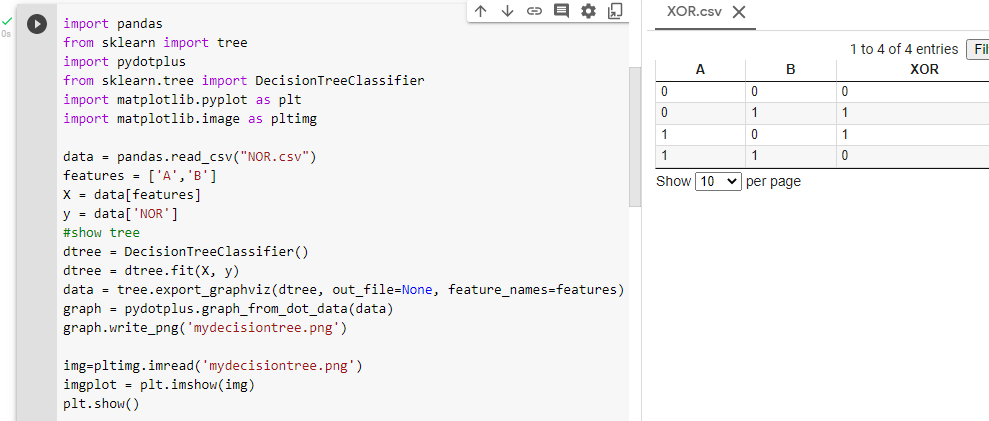 0s
import pandas
from sklearn import tree
import pydotplus
from sklearn.tree import DecisionTreeClassifier
import matplotlib.pyplot as plt
import matplotlib.image as pltimg
data = pandas.read_csv("NOR.csv")
features = ['A','B']
X = data[features]
y = data['NOR']
#show tree
dtree = DecisionTreeClassifier()
dtree = dtree.fit(X, y)
data = tree.export_graphviz(dtree, out_file=None, feature_names=features)
graph = pydotplus.graph_from_dot_data(data)
graph.write_png('mydecisiontree.png')
img=pltimg.imread('mydecisiontree.png')
imgplot = plt.imshow(img)
plt.show()
XOR.csv
1 to 4 of 4 entries Fil
A B XOR
0 0 0
0 1 1
1 0 1
1 1 0
Show 10 per page